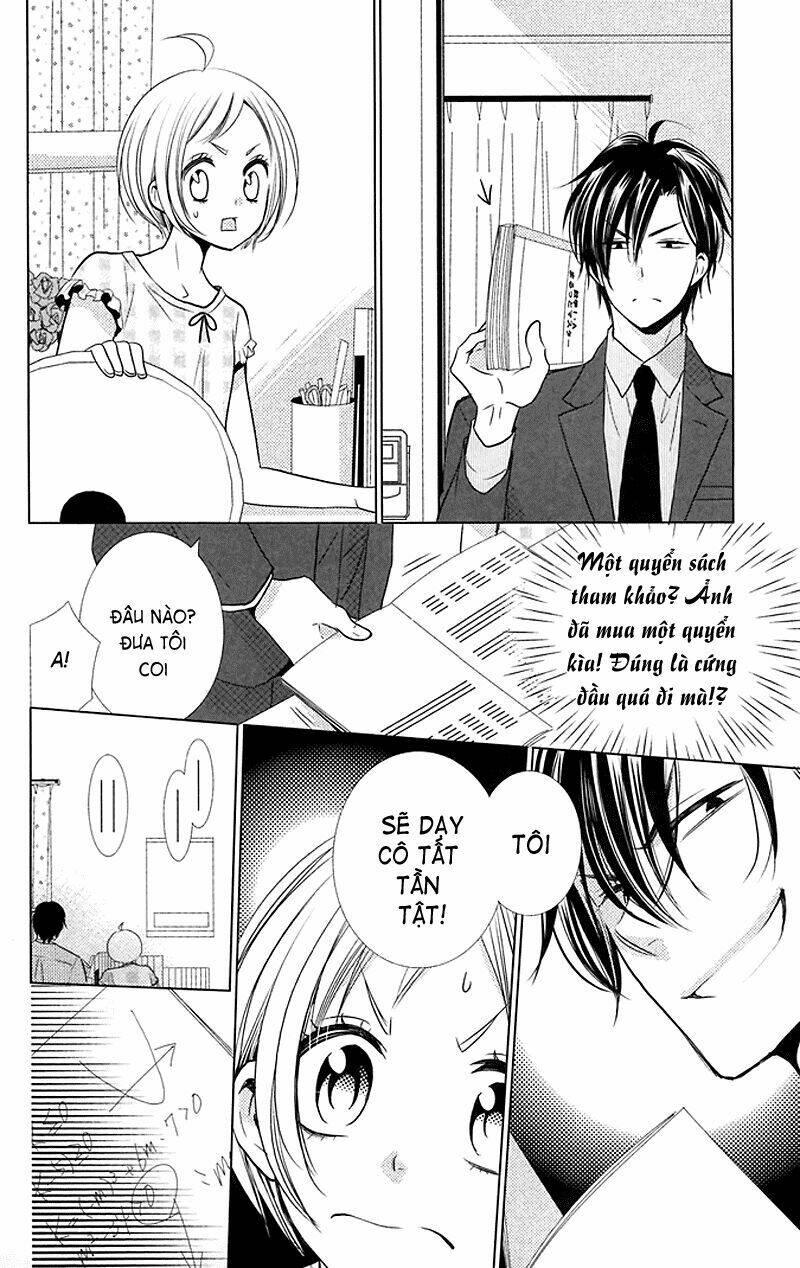 Một quyển sách
tham khảo? Ảnh
đã mua một quyển
kìa! Đúng là cứng
đầu quá đi mà!?
ĐÂU NÀO?
ĐƯA TÔI
COI
A!
TÔI
SẼ DẠY
CÔ TẤT
TẦN
TẬT!